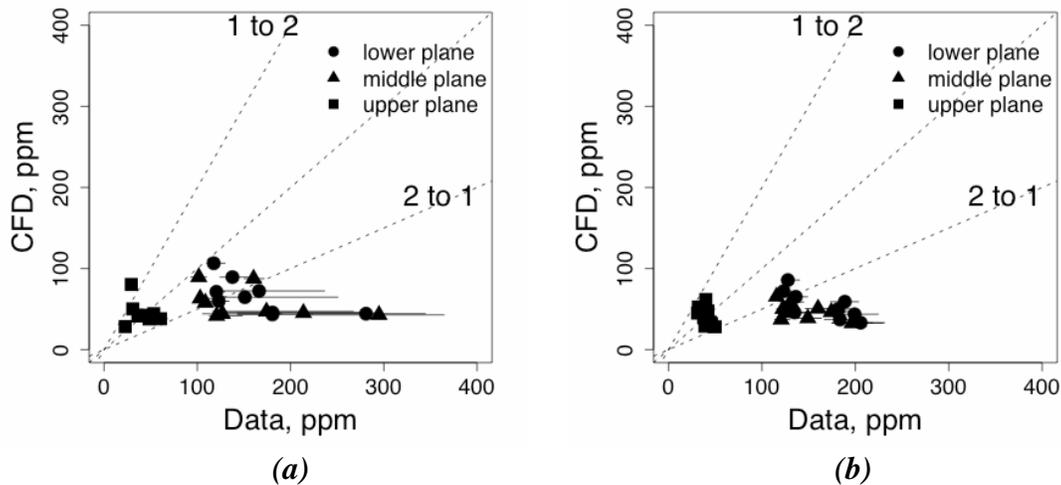 400
300
200
100
0
CFD, ppm
1 to 2
lower plane
middle plane
upper plane
2 to 1
0 100 200 300 400
Data, ppm
(a)
400
300
200
100
0
CFD, ppm
1 to 2
lower plane
middle plane
upper plane
2 to 1
0 100 200 300 400
Data, ppm
(b)